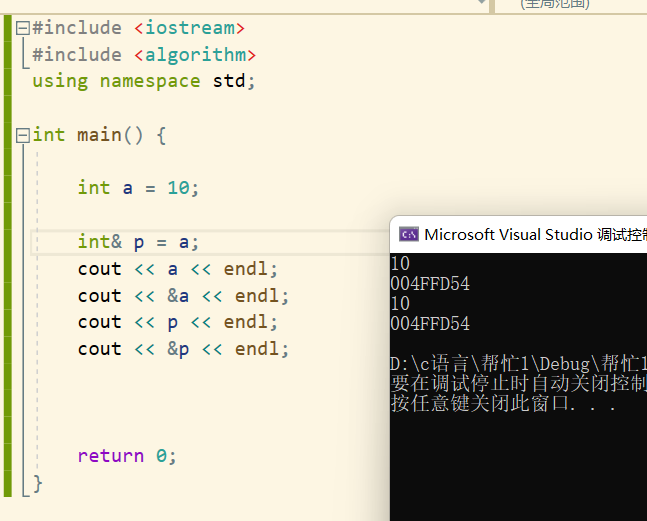 (全局范围)
#include <iostream>
#include <algorithm>
using namespace std;
int main() {
int a = 10;
int& p = a;
cout << a << endl;
cout << &a << endl;
cout << p << endl;
cout << &p << endl;
return 0;
}
Microsoft Visual Studio 调试控制
10
004FFD54
10
004FFD54
D:\c语言\帮忙1\Debug\帮忙1
要在调试停止时自动关闭控制
按任意键关闭此窗口. . .